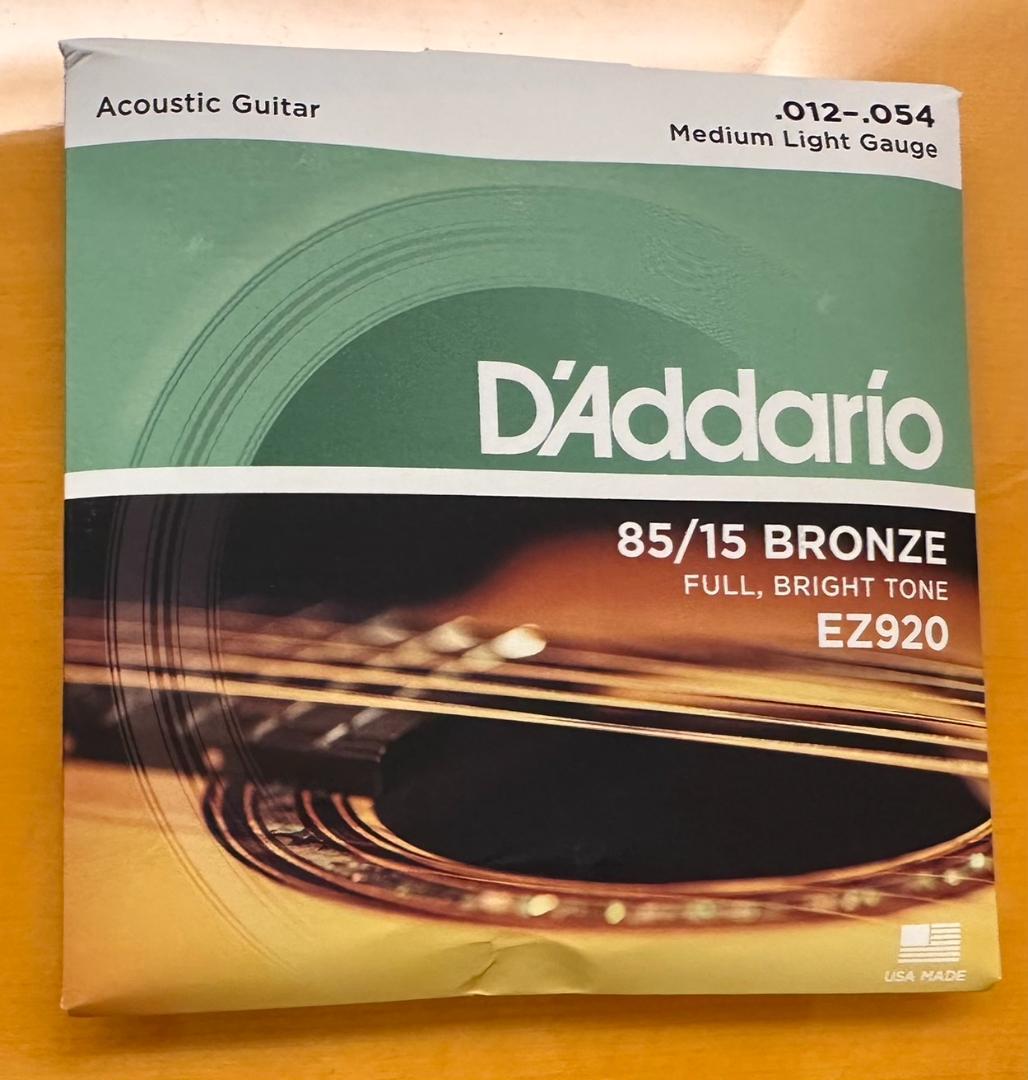 Acoustic Guitar
.012-.054
Medium Light Gauge
D'Addario
85/15 BRONZE
FULL, BRIGHT TONE
EZ920
USA MADE